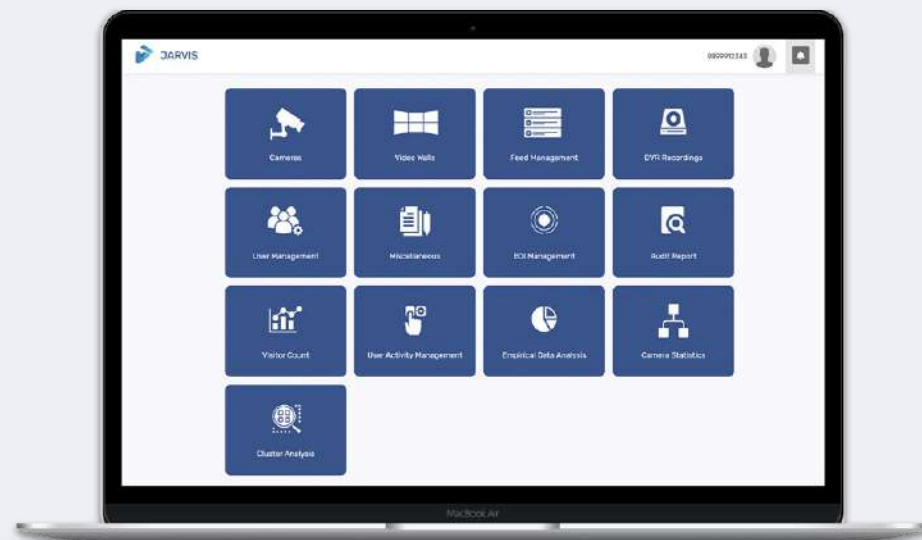 JARVIS
Cameras
Video Walls
Feed Management
DVR Recordings
User Management
Miscellaneous
EOI Management
Audit Report
Visitor Count
User Activity Management
Empirical Data Analysis
Camera Statistics
Cluster Analysis
MacBook Air